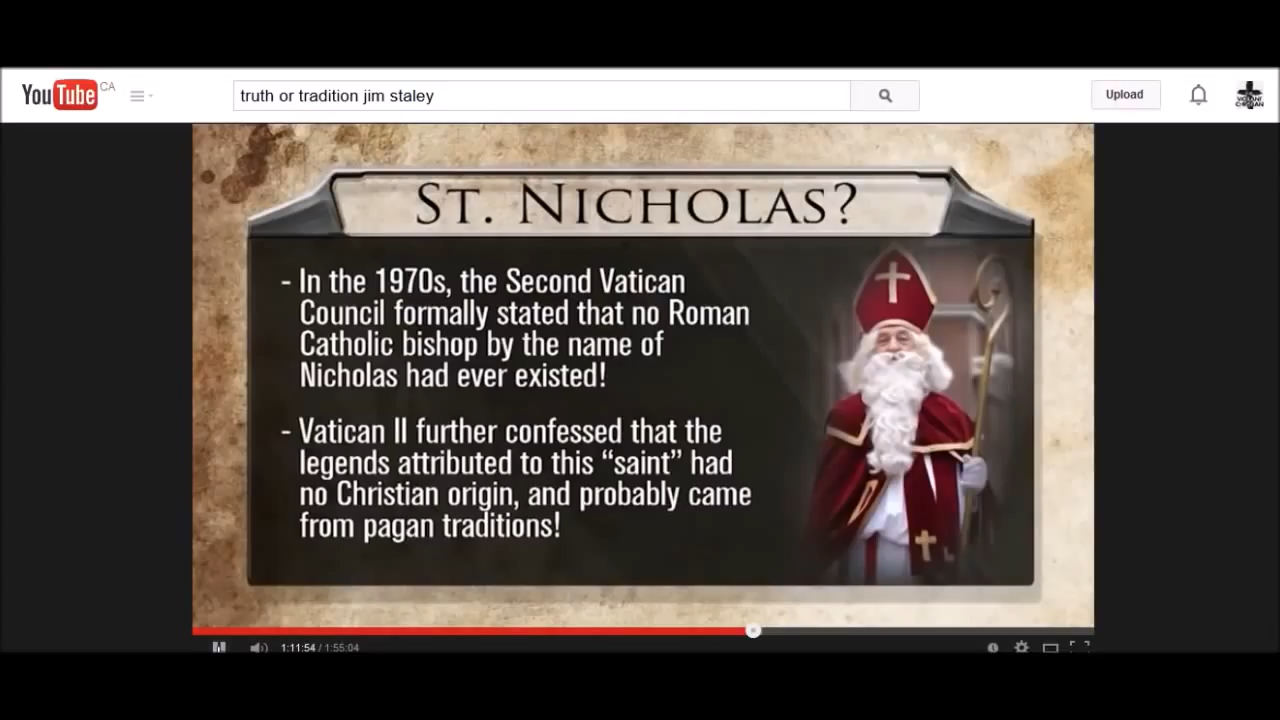 YouTube CA
truth or tradition jim staley
Upload
ST. NICHOLAS?
- In the 1970s, the Second Vatican
Council formally stated that no Roman
Catholic bishop by the name of
Nicholas had ever existed!
- Vatican II further confessed that the
legends attributed to this “saint” had
no Christian origin, and probably came
from pagan traditions!
1:11:54 / 1:55:04